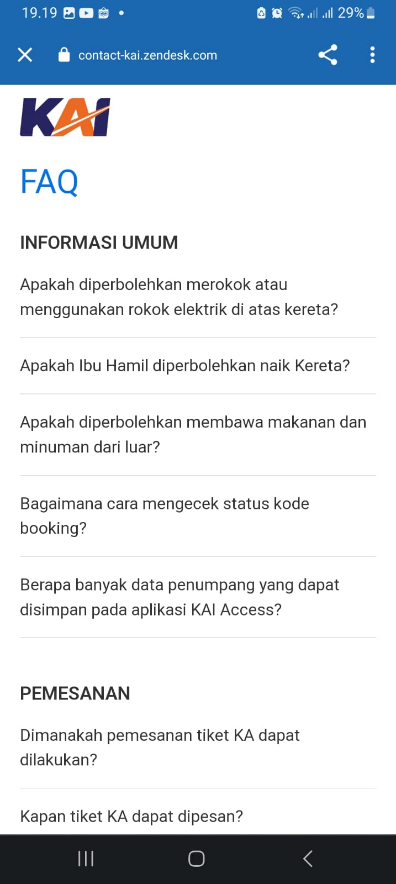 19.19
29%
contact-kai.zendesk.com
KAI
FAQ
INFORMASI UMUM
Apakah diperbolehkan merokok atau
menggunakan rokok elektrik di atas kereta?
Apakah Ibu Hamil diperbolehkan naik Kereta?
Apakah diperbolehkan membawa makanan dan
minuman dari luar?
Bagaimana cara mengecek status kode
booking?
Berapa banyak data penumpang yang dapat
disimpan pada aplikasi KAI Access?
PEMESANAN
Dimanakah pemesanan tiket KA dapat
dilakukan?
Kapan tiket KA dapat dipesan?